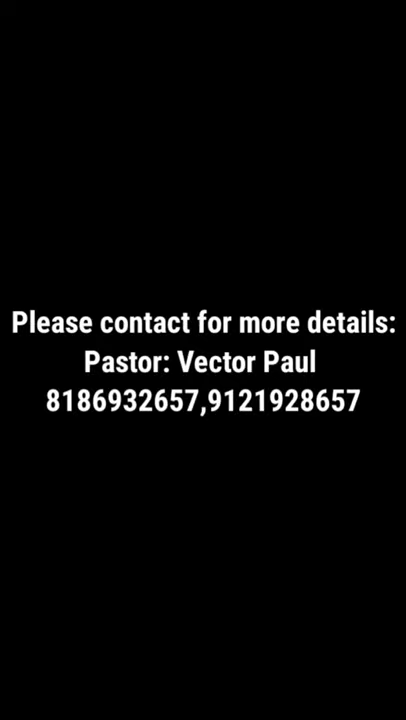 Please contact for more details:
Pastor: Vector Paul
8186932657,9121928657